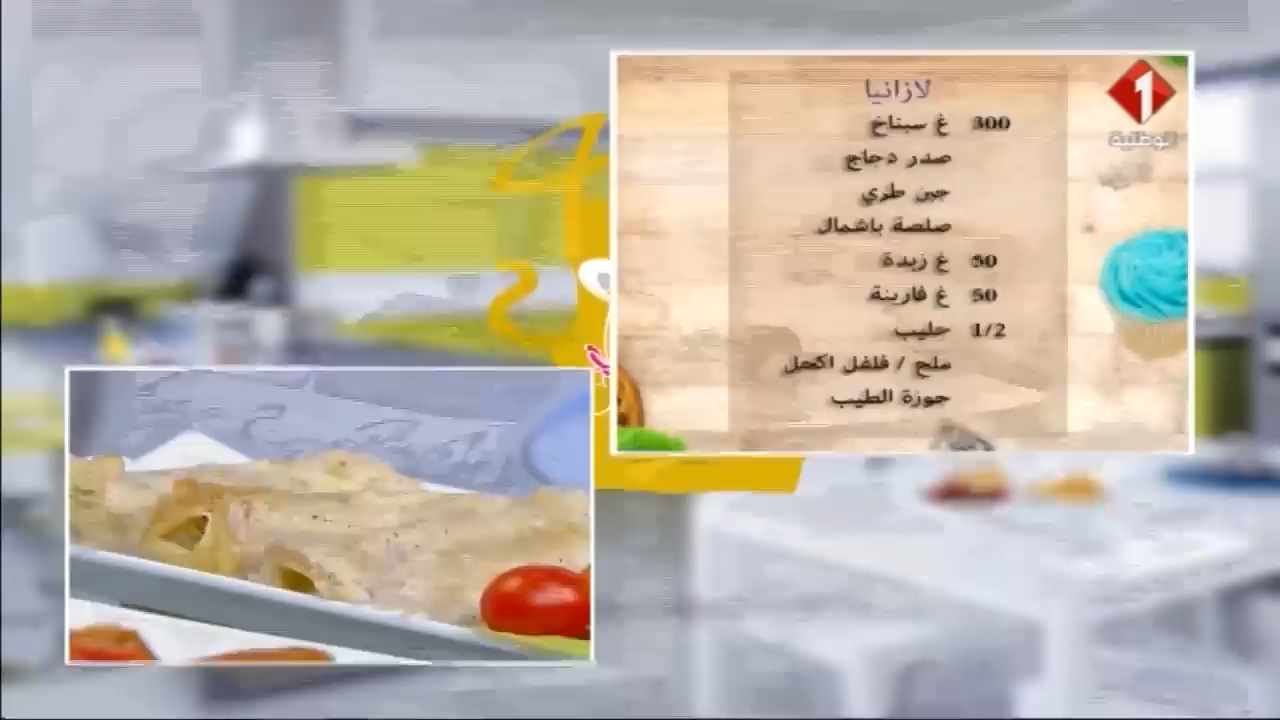 لازانيا
300 غ سبناخ
صدر دجاج
جبن طري
صلصة باشمال
50 غ زبدة
50 غ فارينة
1/2 حليب
ملح / فلفل اكحل
جوزة الطيب
1
الوطنية